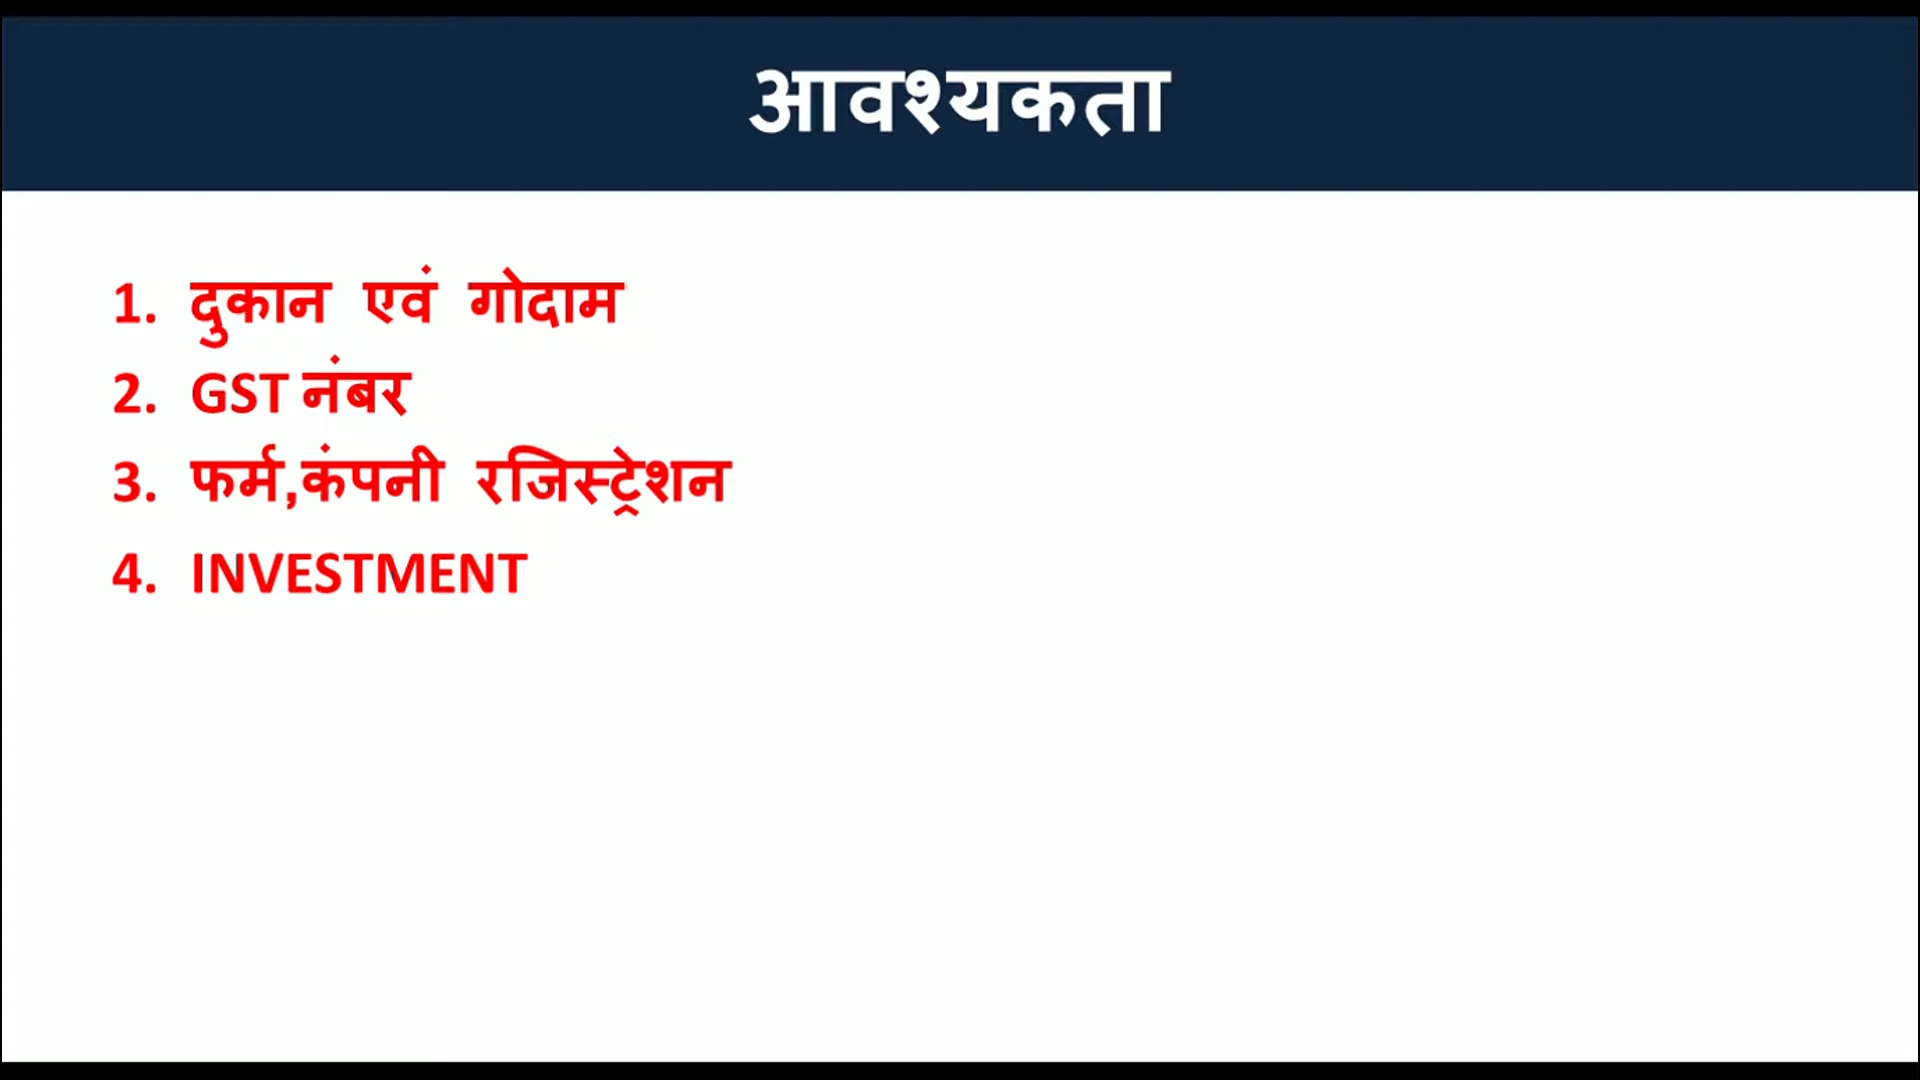 आवश्यकता
1. दुकान एवं गोदाम
2. GST नंबर
3. फर्म,कंपनी रजिस्ट्रेशन
4. INVESTMENT